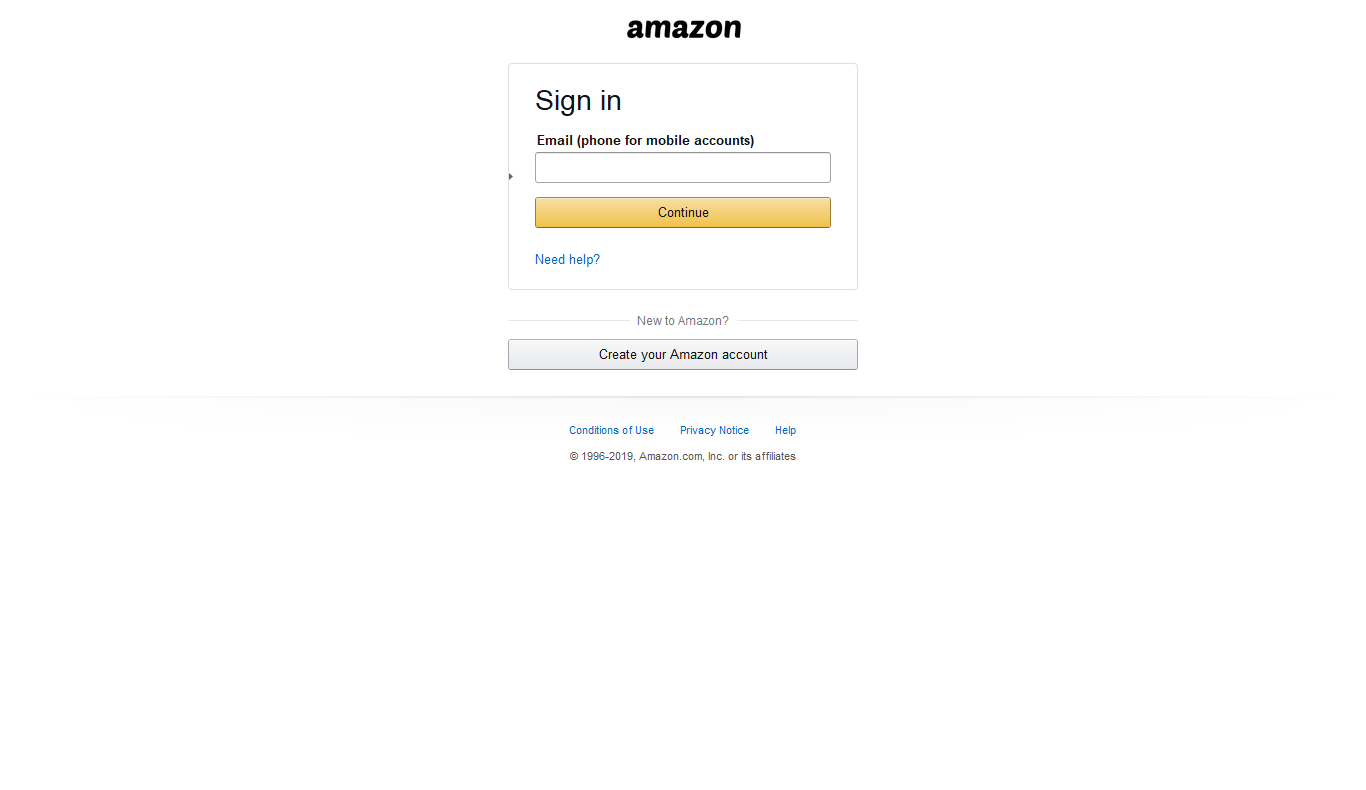 amazon
Sign in
Email (phone for mobile accounts)
Continue
Need help?
New to Amazon?
Create your Amazon account
Conditions of Use Privacy Notice Help
© 1996-2019, Amazon.com, Inc. or its affiliates